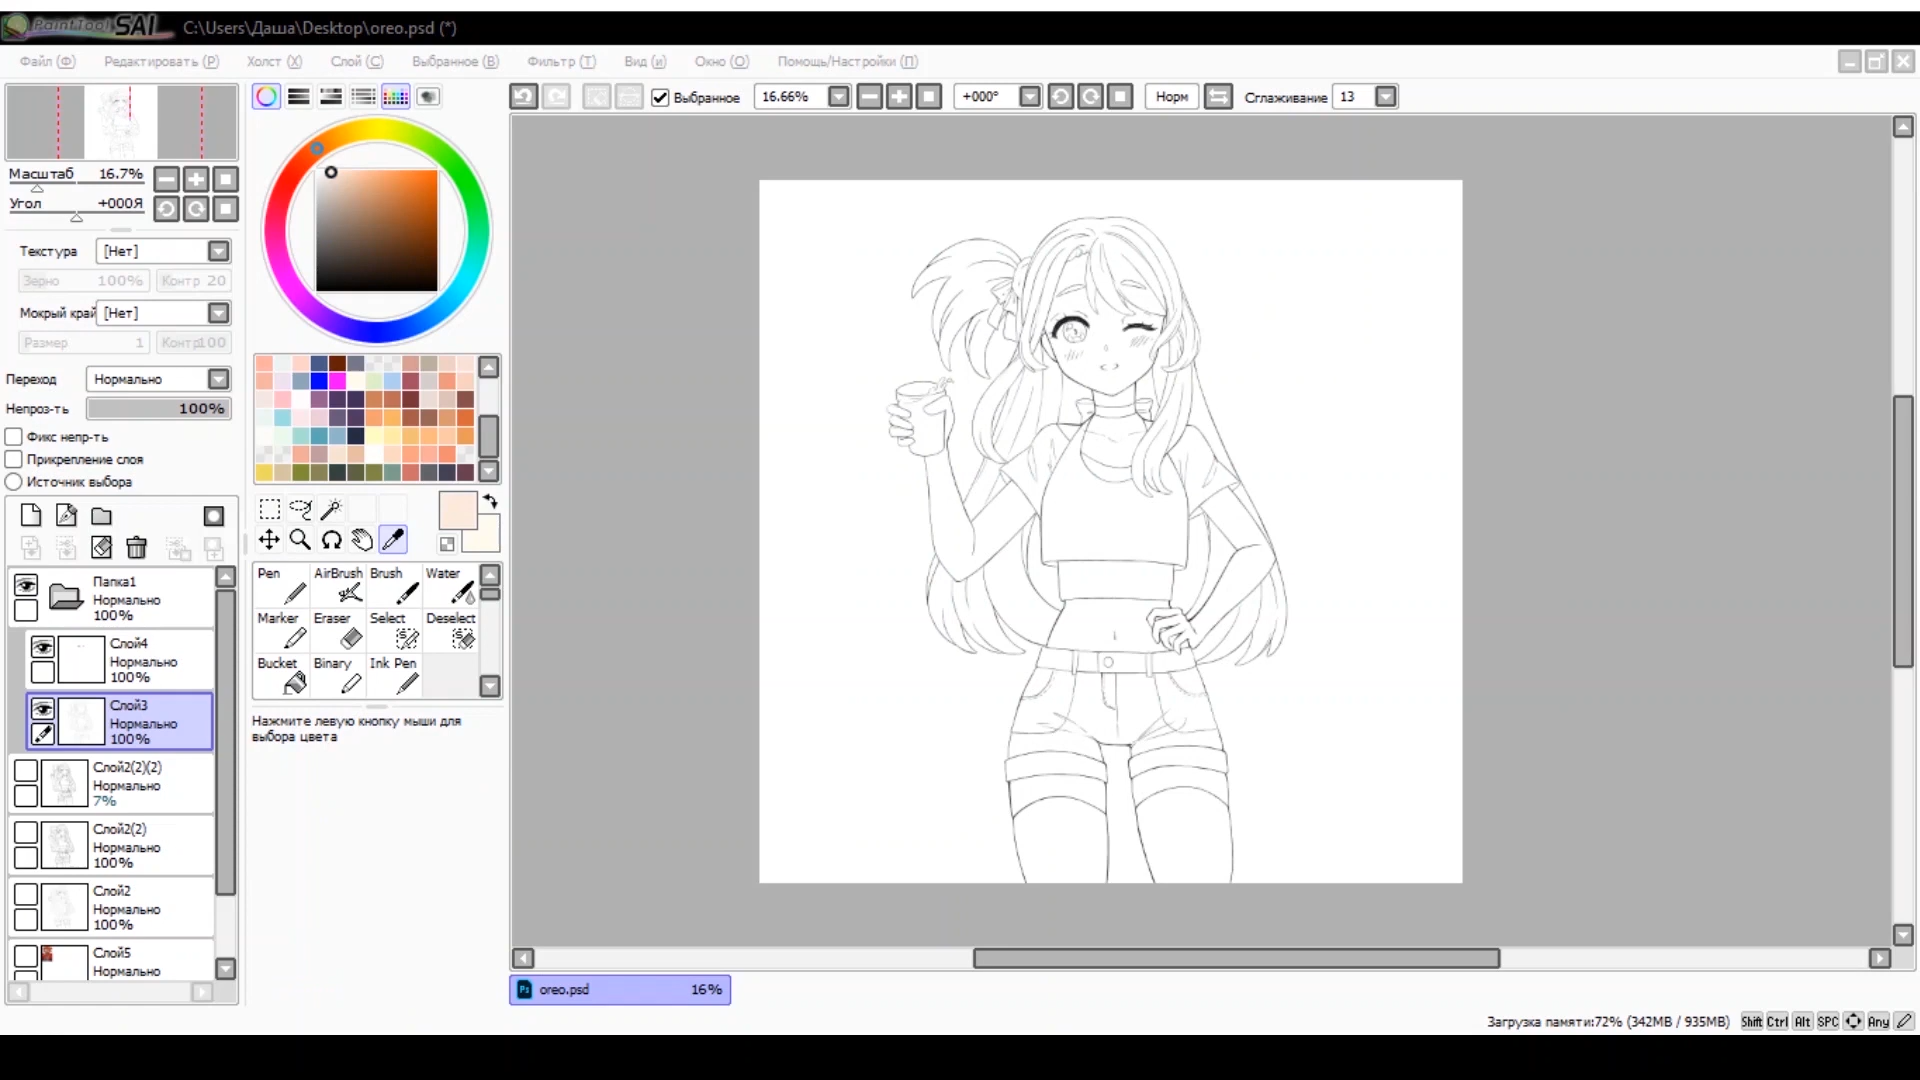 PaintTool SAI C:\Users\Даша\Desktop\oreo.psd (*)
Файл (Ф) Редактировать (Р) Холст (Х) Слой (С) Выбранное (В) Фильтр (Т) Вид (и) Окно (О) Помощь/Настройки (П)
Выбранное 16.66% +000° Норм Сглаживание 13
Масштаб 16.7%
Угол +000Я
Текстура [Нет]
Зерно 100% Контр 20
Мокрый край [Нет]
Размер 1 Контр100
Переход Нормально
Непроз-ть 100%
Фикс непр-ть
Прикрепление слоя
Источник выбора
Папка1
Нормально
100%
Слой4
Нормально
100%
Слой3
Нормально
100%
Слой2(2)(2)
Нормально
7%
Слой2(2)
Нормально
100%
Слой2
Нормально
100%
Слой5
Нормально
Pen AirBrush Brush Water
Marker Eraser Select Deselect
Bucket Binary Ink Pen
Нажмите левую кнопку мыши для
выбора цвета
Ps oreo.psd 16%
Загрузка памяти:72% (342MB / 935MB) Shift Ctrl Alt SPC Any